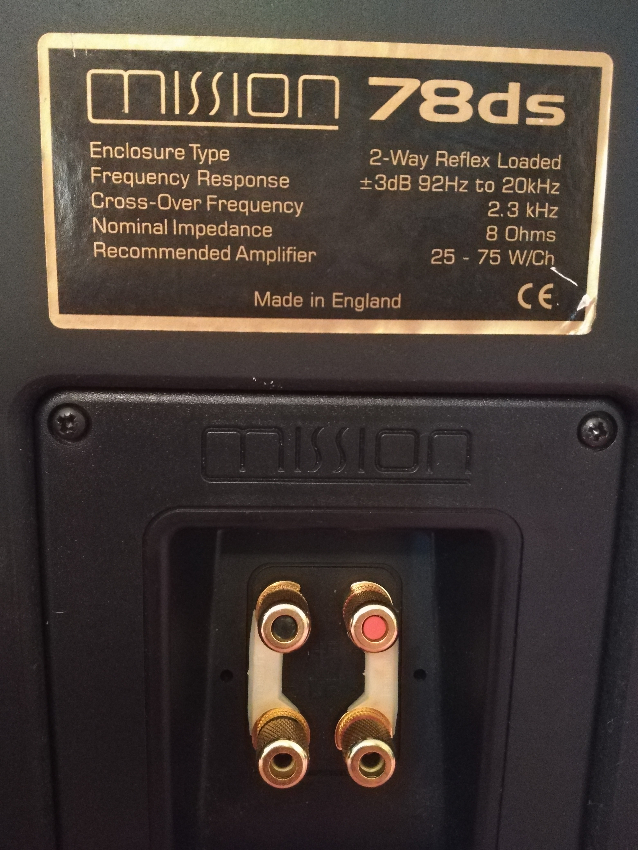 mission 78ds
Enclosure Type 2-Way Reflex Loaded
Frequency Response ±3dB 92Hz to 20kHz
Cross-Over Frequency 2.3 kHz
Nominal Impedance 8 Ohms
Recommended Amplifier 25 - 75 W/Ch
Made in England CE
mission